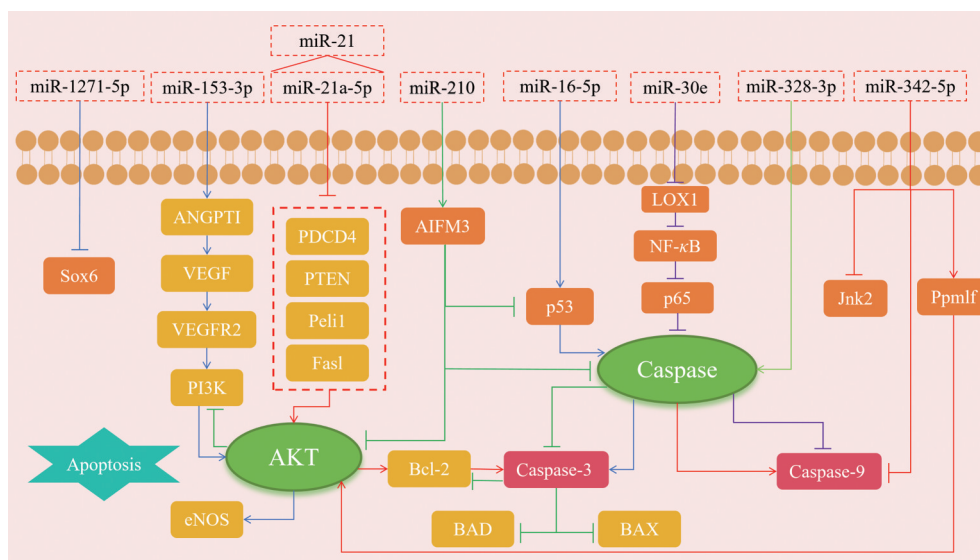 miR-21
miR-1271-5p
miR-153-3p
miR-21a-5p
miR-210
miR-16-5p
miR-30e
miR-328-3p
miR-342-5p
ANGPTI
LOX1
PDCD4
AIFM3
NF-κB
Sox6
VEGF
PTEN
p65
Jnk2
Ppmlf
p53
VEGFR2
Peli1
Fasl
Caspase
PI3K
Apoptosis
AKT
Bcl-2
Caspase-3
Caspase-9
eNOS
BAD
BAX